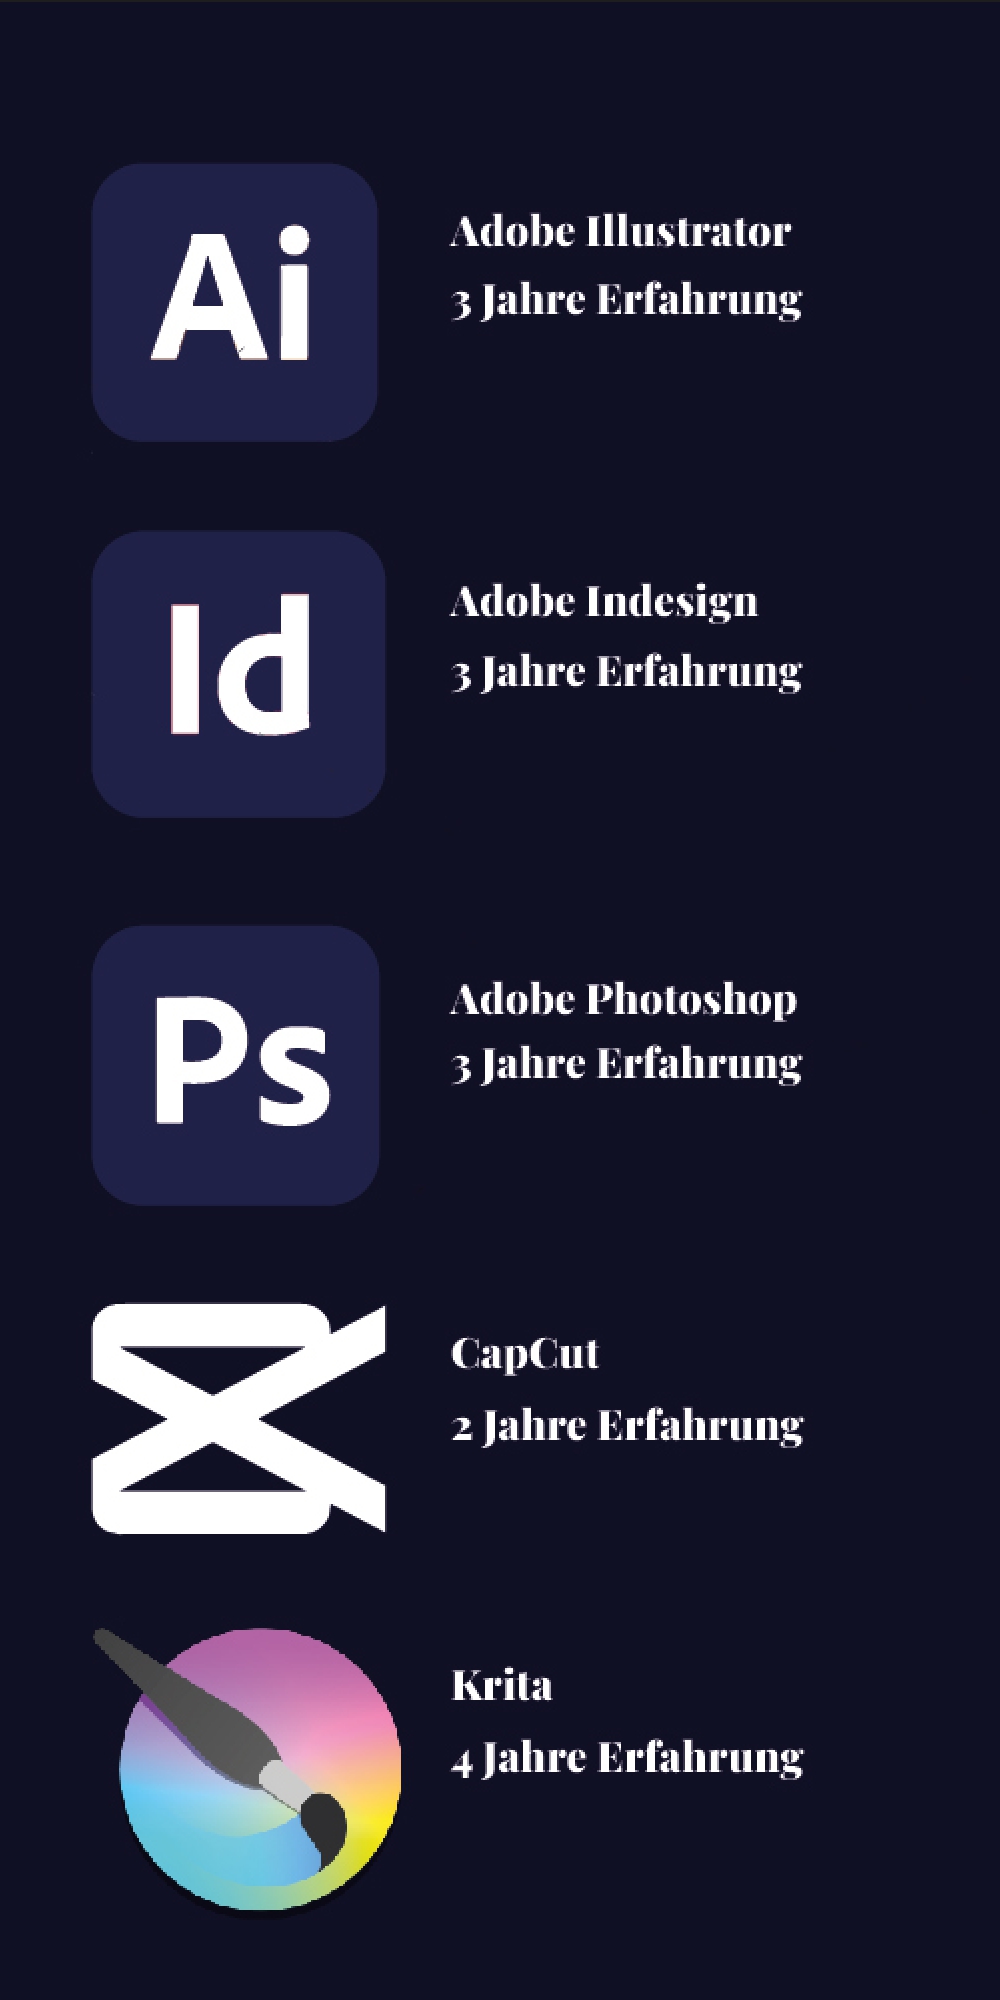 Ai
Adobe Illustrator
3 Jahre Erfahrung
Id
Adobe Indesign
3 Jahre Erfahrung
Ps
Adobe Photoshop
3 Jahre Erfahrung
CapCut
2 Jahre Erfahrung
Krita
4 Jahre Erfahrung